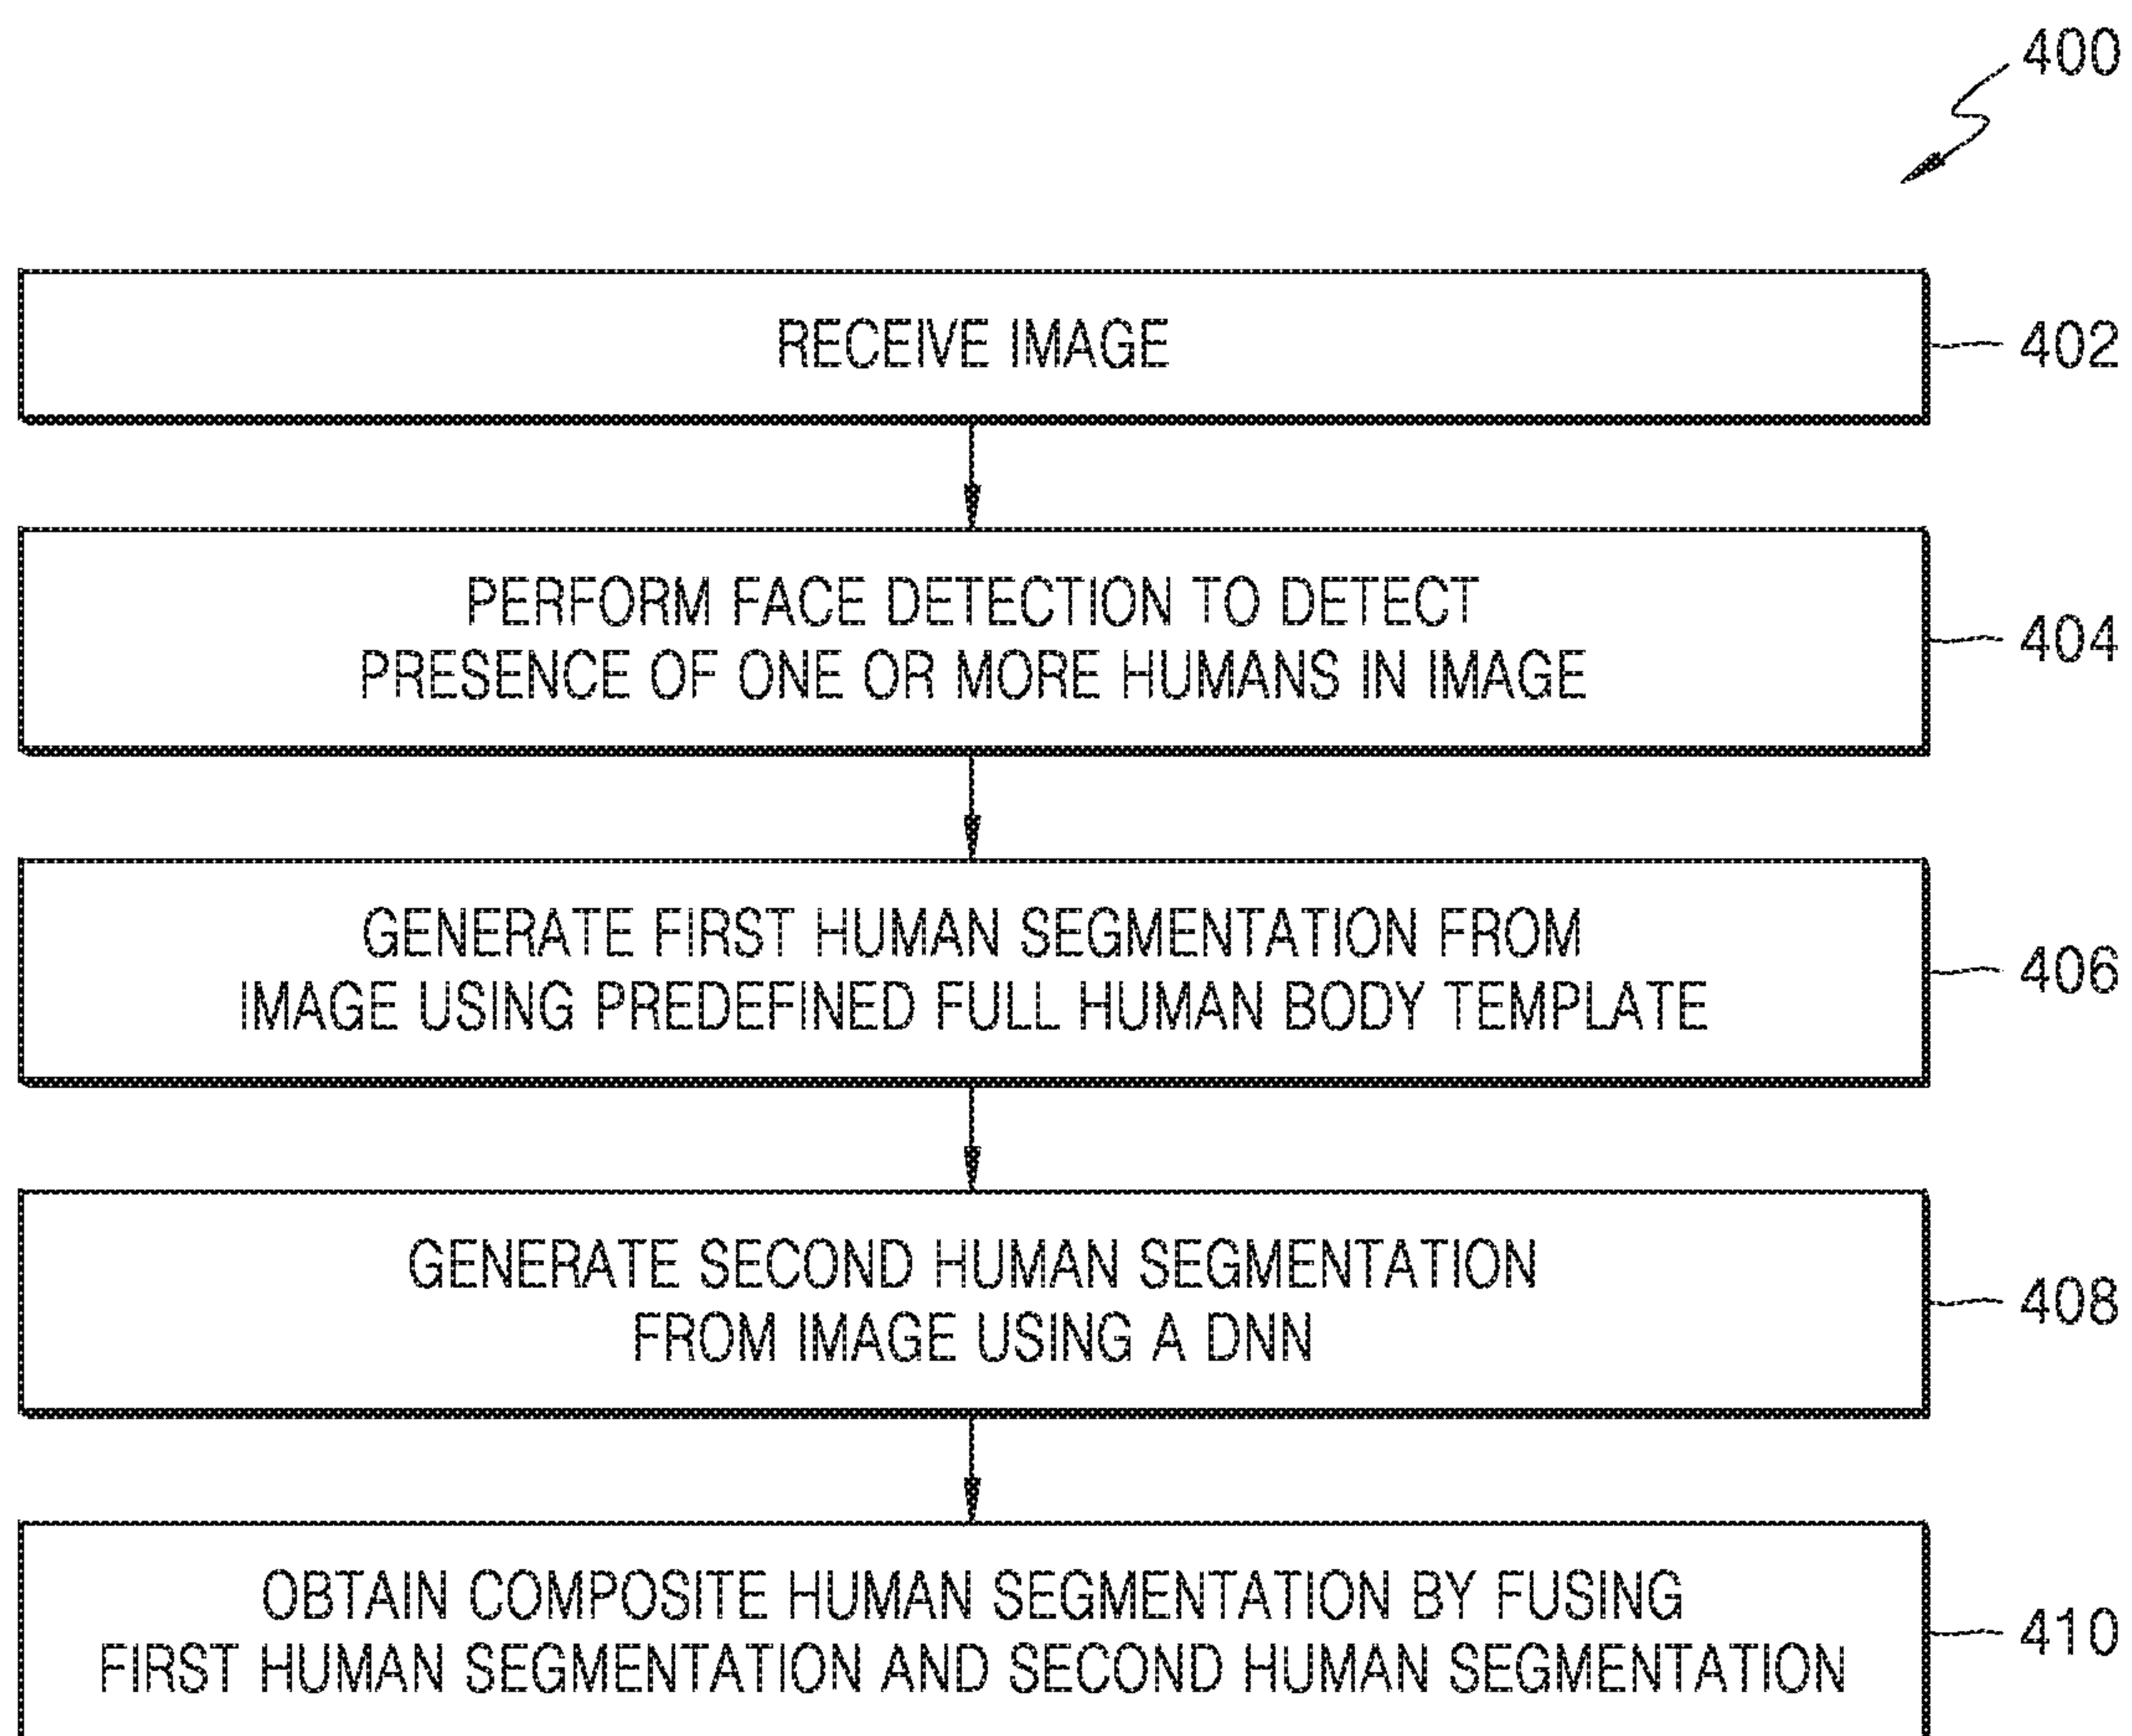 400
RECEIVE IMAGE
402
PERFORM FACE DETECTION TO DETECT
PRESENCE OF ONE OR MORE HUMANS IN IMAGE
404
GENERATE FIRST HUMAN SEGMENTATION FROM
IMAGE USING PREDEFINED FULL HUMAN BODY TEMPLATE
406
GENERATE SECOND HUMAN SEGMENTATION
FROM IMAGE USING A DNN
408
OBTAIN COMPOSITE HUMAN SEGMENTATION BY FUSING
FIRST HUMAN SEGMENTATION AND SECOND HUMAN SEGMENTATION
410